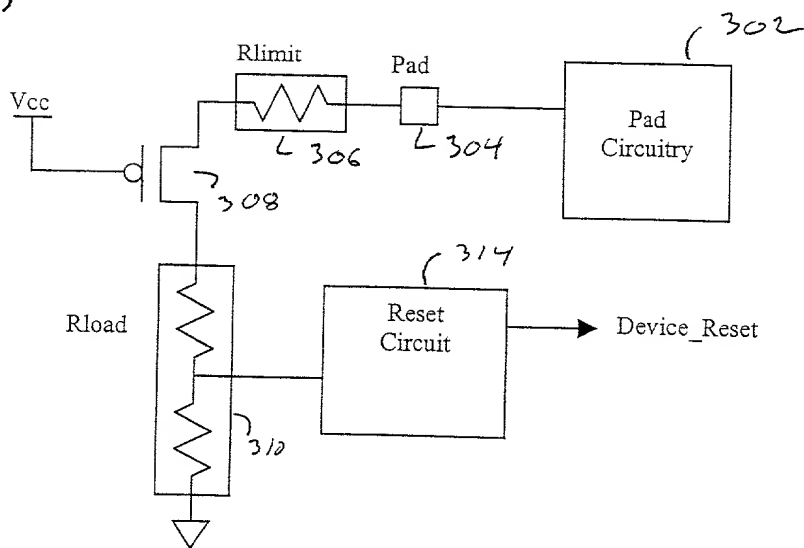 302
Rlimit
Pad
Vcc
Pad
Circuitry
306
304
308
314
Rload
Reset
Circuit
Device_Reset
310